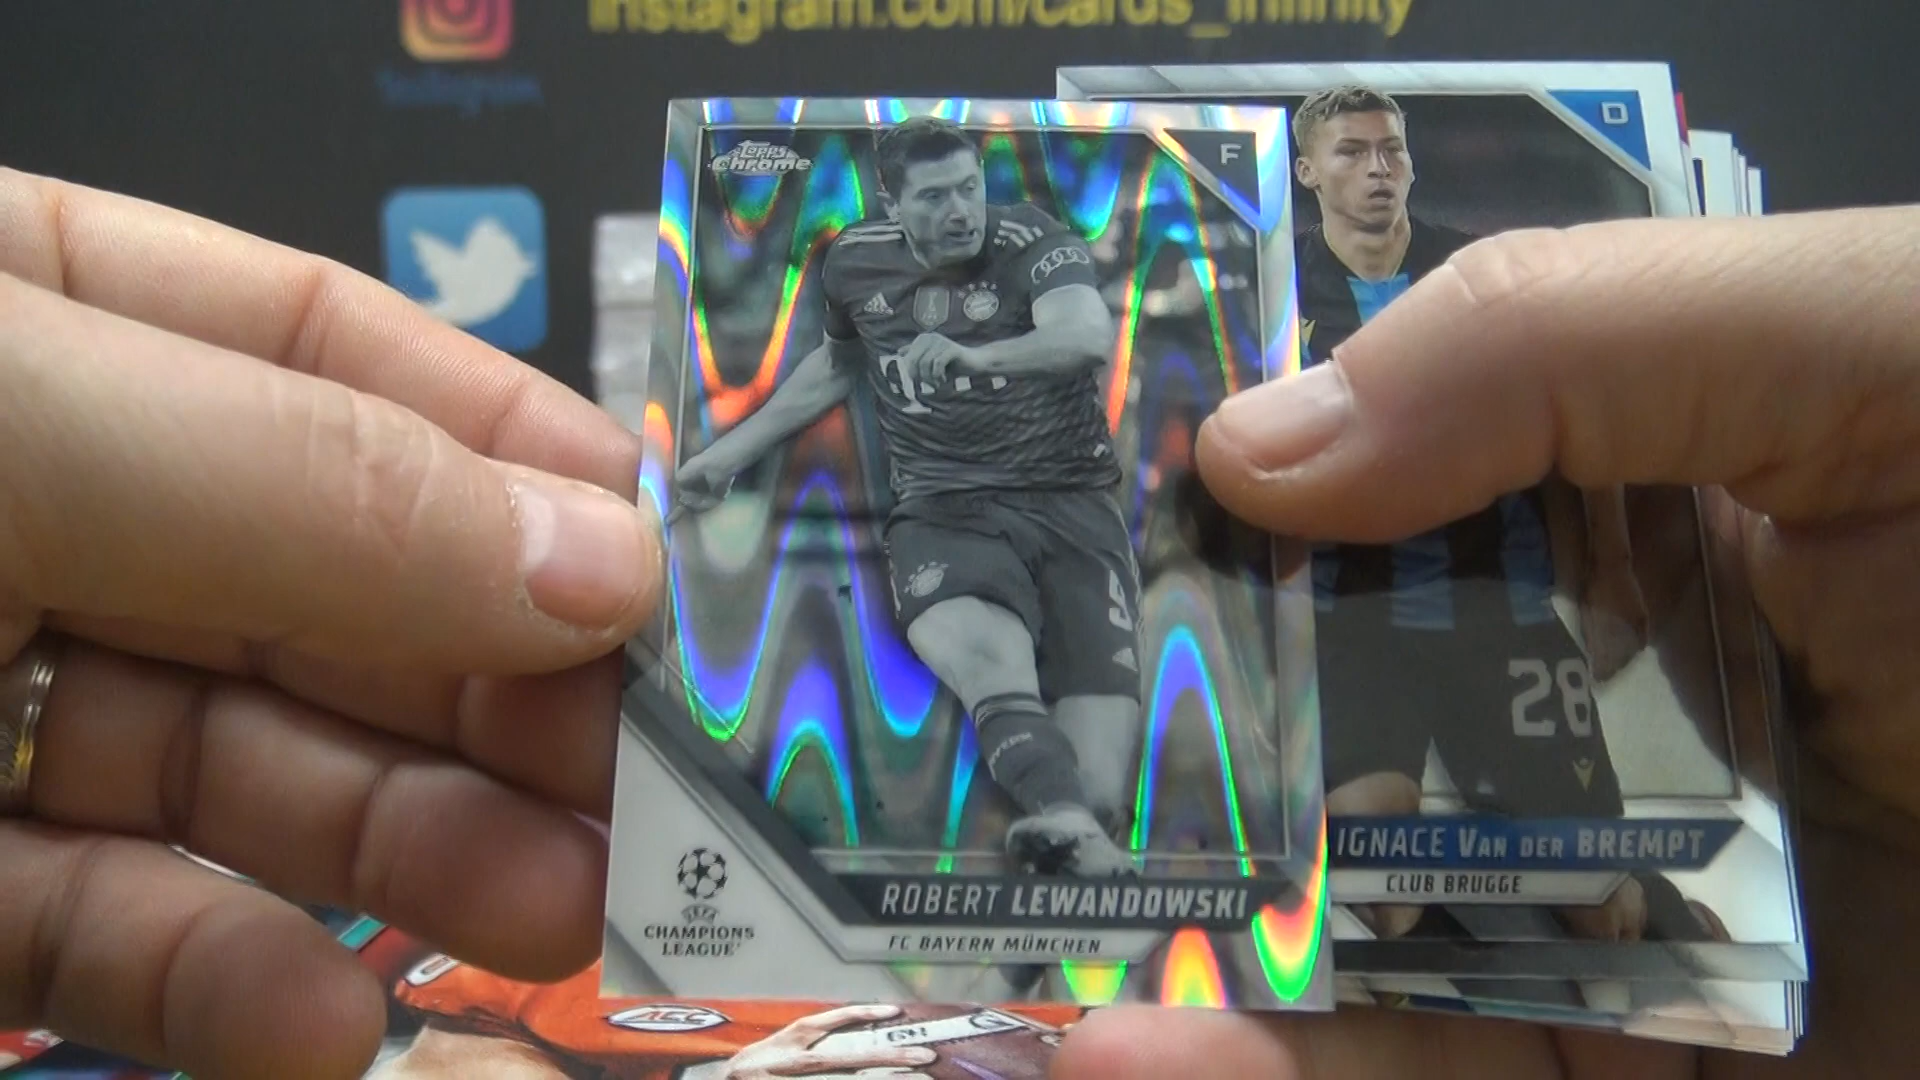 instagram.com/cards_infinity
Instagram
Topps
Chrome
F
D
T
28
ROBERT LEWANDOWSKI
FC BAYERN MÜNCHEN
UEFA
CHAMPIONS
LEAGUE
IGNACE VAN DER BREMPT
CLUB BRUGGE
ACC